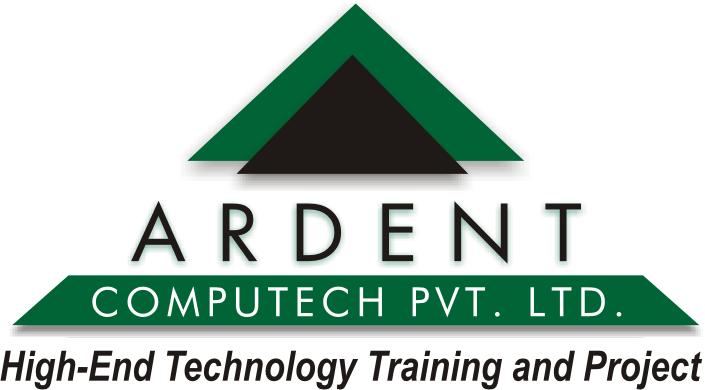 ARDENT
COMPUTECH PVT. LTD.
High-End Technology Training and Project